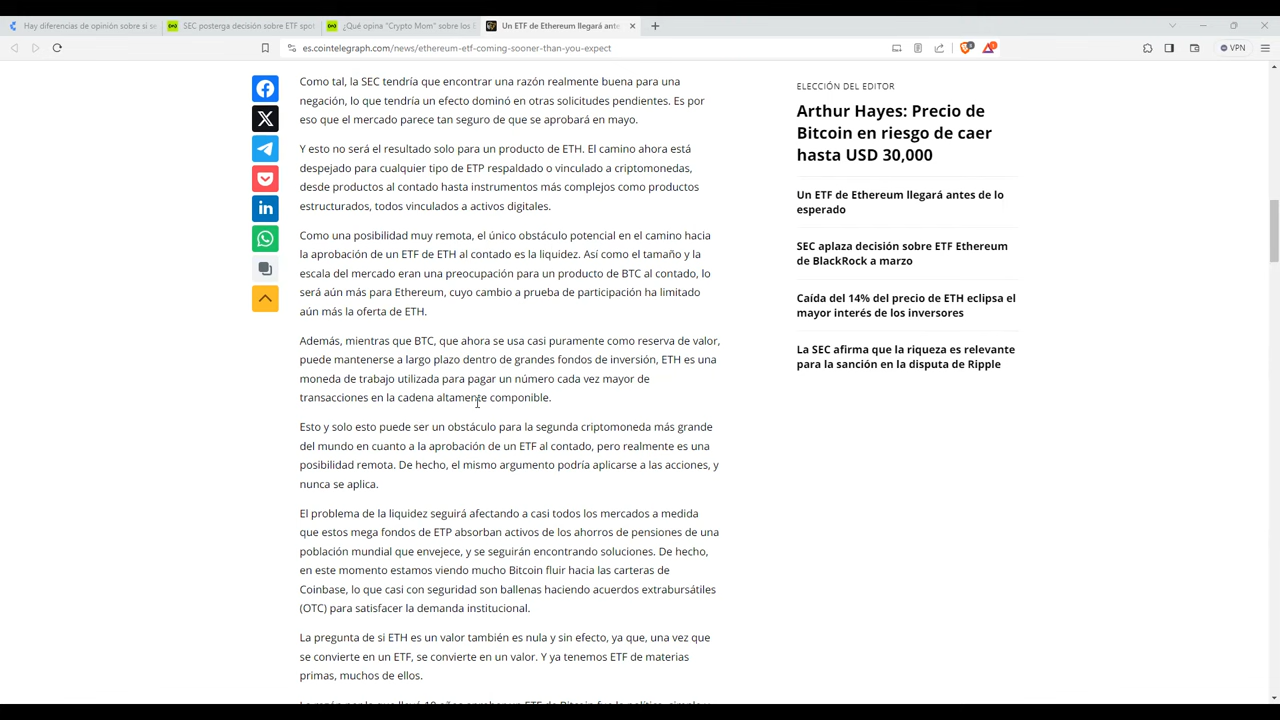 Hay diferencias de opinión sobre si se
SEC posterga decisión sobre ETF spot
¿Qué opina "Crypto Mom" sobre los
Un ETF de Ethereum llegará ante
es.cointelegraph.com/news/ethereum-etf-coming-sooner-than-you-expect
VPN
Como tal, la SEC tendría que encontrar una razón realmente buena para una
negación, lo que tendría un efecto dominó en otras solicitudes pendientes. Es por
eso que el mercado parece tan seguro de que se aprobará en mayo.
Y esto no será el resultado solo para un producto de ETH. El camino ahora está
despejado para cualquier tipo de ETP respaldado o vinculado a criptomonedas,
desde productos al contado hasta instrumentos más complejos como productos
estructurados, todos vinculados a activos digitales.
Como una posibilidad muy remota, el único obstáculo potencial en el camino hacia
la aprobación de un ETF de ETH al contado es la liquidez. Así como el tamaño y la
escala del mercado eran una preocupación para un producto de BTC al contado, lo
será aún más para Ethereum, cuyo cambio a prueba de participación ha limitado
aún más la oferta de ETH.
Además, mientras que BTC, que ahora se usa casi puramente como reserva de valor,
puede mantenerse a largo plazo dentro de grandes fondos de inversión, ETH es una
moneda de trabajo utilizada para pagar un número cada vez mayor de
transacciones en la cadena altamente componible.
Esto y solo esto puede ser un obstáculo para la segunda criptomoneda más grande
del mundo en cuanto a la aprobación de un ETF al contado, pero realmente es una
posibilidad remota. De hecho, el mismo argumento podría aplicarse a las acciones, y
nunca se aplica.
El problema de la liquidez seguirá afectando a casi todos los mercados a medida
que estos mega fondos de ETP absorban activos de los ahorros de pensiones de una
población mundial que envejece, y se seguirán encontrando soluciones. De hecho,
en este momento estamos viendo mucho Bitcoin fluir hacia las carteras de
Coinbase, lo que casi con seguridad son ballenas haciendo acuerdos extrabursátiles
(OTC) para satisfacer la demanda institucional.
La pregunta de si ETH es un valor también es nula y sin efecto, ya que, una vez que
se convierte en un ETF, se convierte en un valor. Y ya tenemos ETF de materias
primas, muchos de ellos.
ELECCIÓN DEL EDITOR
Arthur Hayes: Precio de
Bitcoin en riesgo de caer
hasta USD 30,000
Un ETF de Ethereum llegará antes de lo
esperado
SEC aplaza decisión sobre ETF Ethereum
de BlackRock a marzo
Caída del 14% del precio de ETH eclipsa el
mayor interés de los inversores
La SEC afirma que la riqueza es relevante
para la sanción en la disputa de Ripple